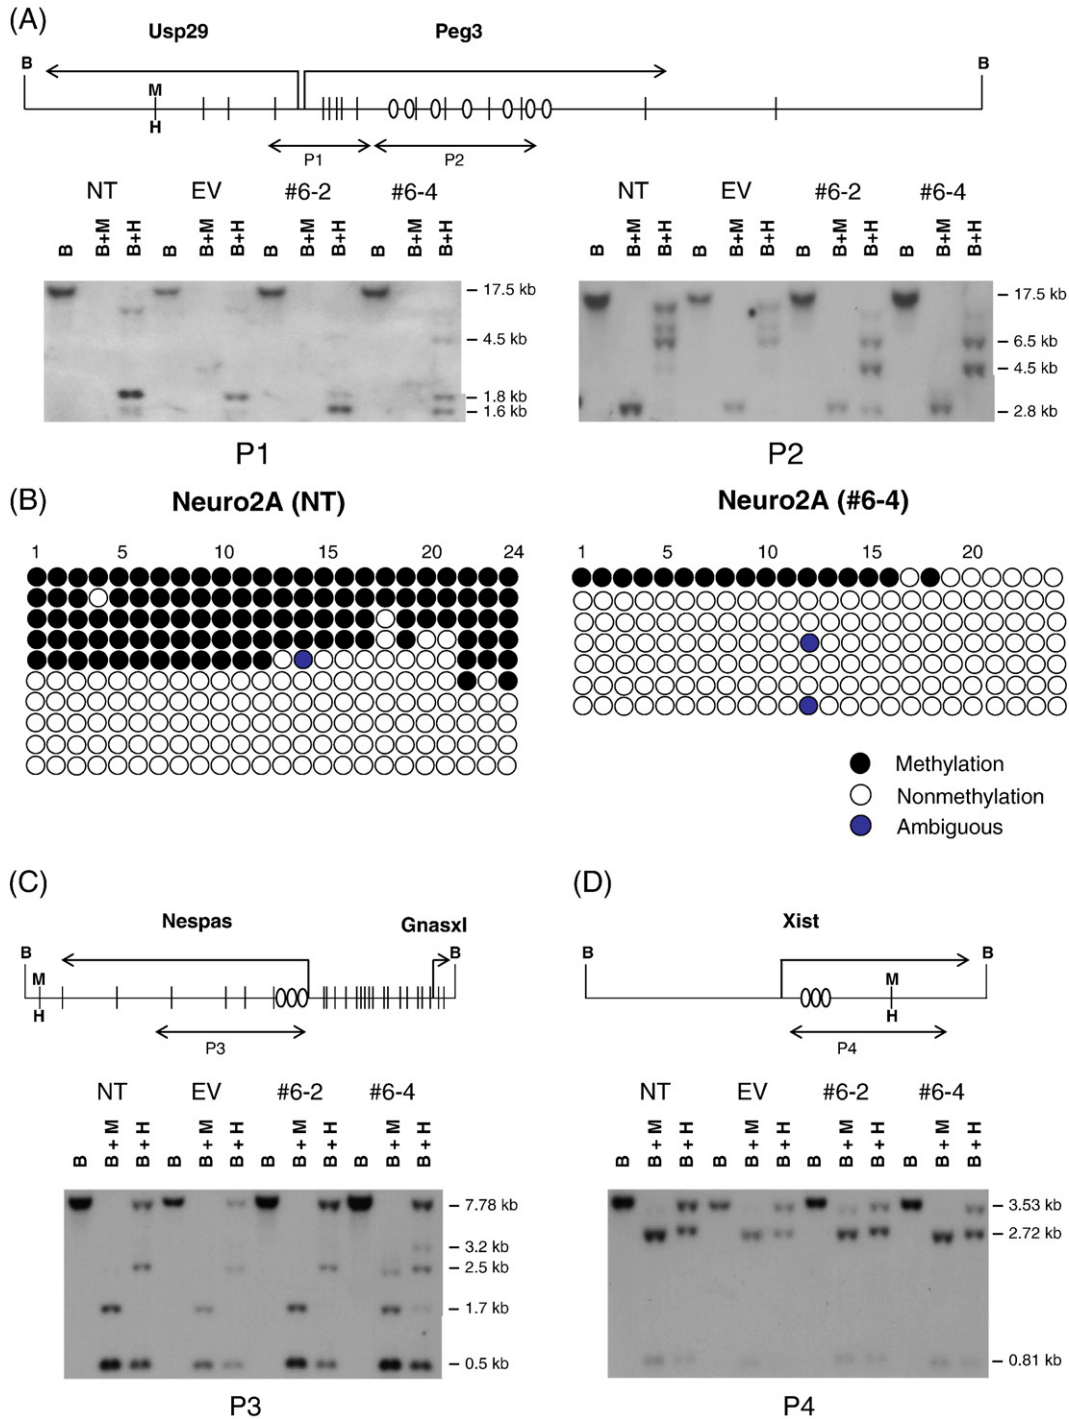 (A)
Usp29 Peg3
B B
M
H
P1 P2
NT EV #6-2 #6-4
B B+M B+H B B+M B+H B B+M B+H B B+M B+H
17.5 kb
4.5 kb
1.8 kb
1.6 kb
P1
NT EV #6-2 #6-4
B B+M B+H B B+M B+H B B+M B+H B B+M B+H
17.5 kb
6.5 kb
4.5 kb
2.8 kb
P2
(B)
Neuro2A (NT)
1 5 10 15 20 24
Neuro2A (#6-4)
1 5 10 15 20
Methylation
Nonmethylation
Ambiguous
(C)
Nespas GnasxI
B B
M
H
P3
NT EV #6-2 #6-4
B B + M B + H B B + M B + H B B + M B + H B B + M B + H
7.78 kb
3.2 kb
2.5 kb
1.7 kb
0.5 kb
P3
(D)
Xist
B B
M
H
P4
NT EV #6-2 #6-4
B B + M B + H B B + M B + H B B + M B + H B B + M B + H
3.53 kb
2.72 kb
0.81 kb
P4